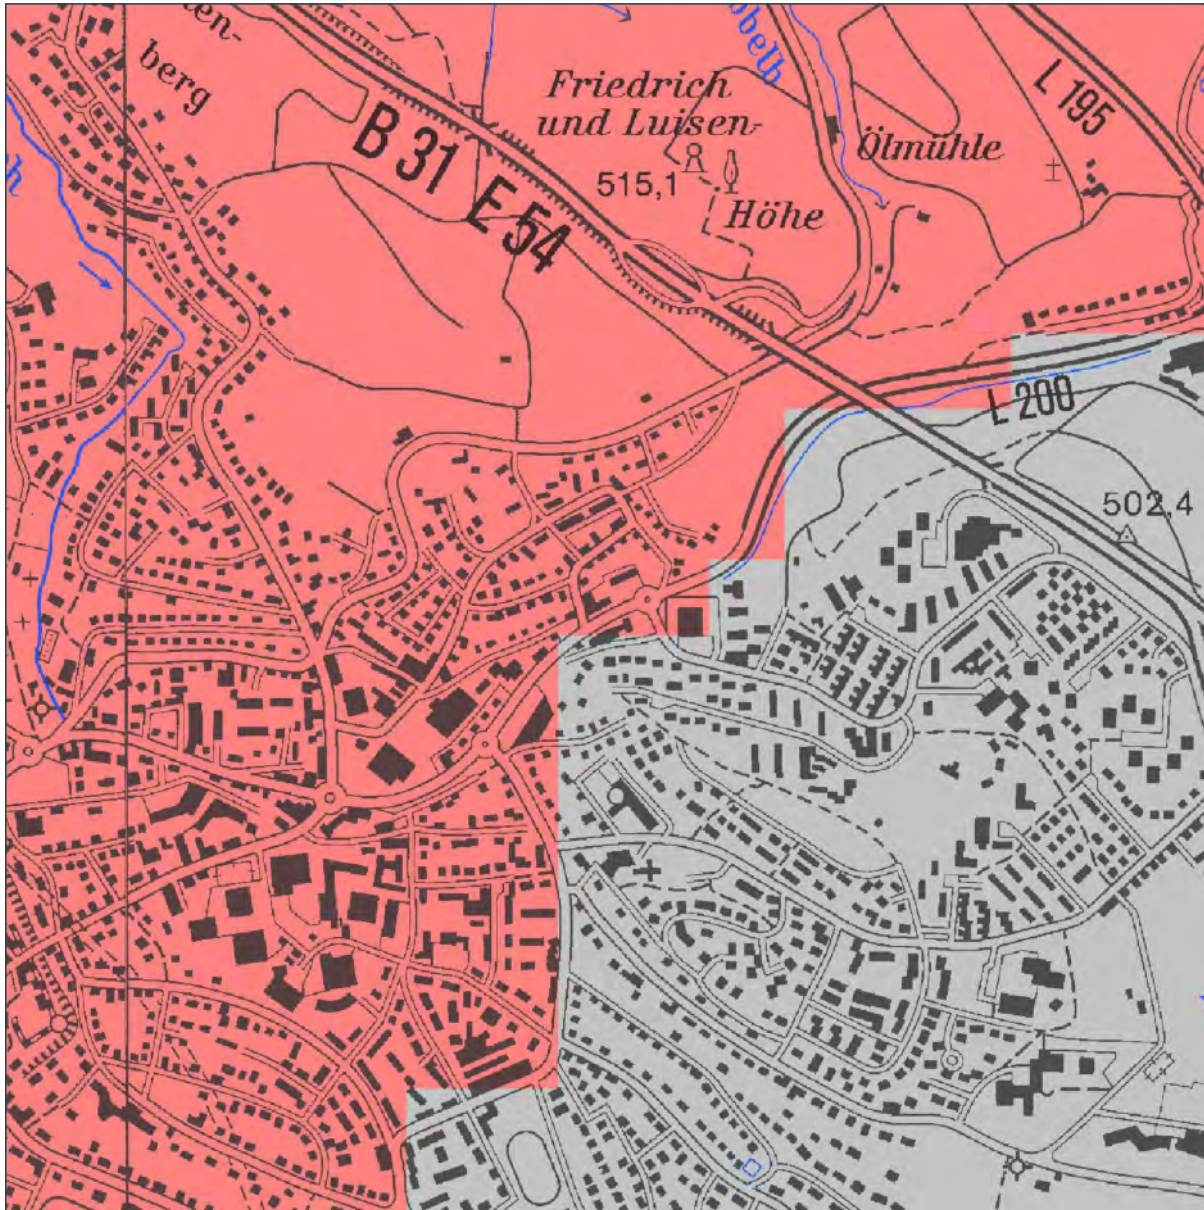 berg
B 31 E 54
Friedrich
und Luisen-
515,1
Höhe
Ölmühle
L 195
L 200
502,4